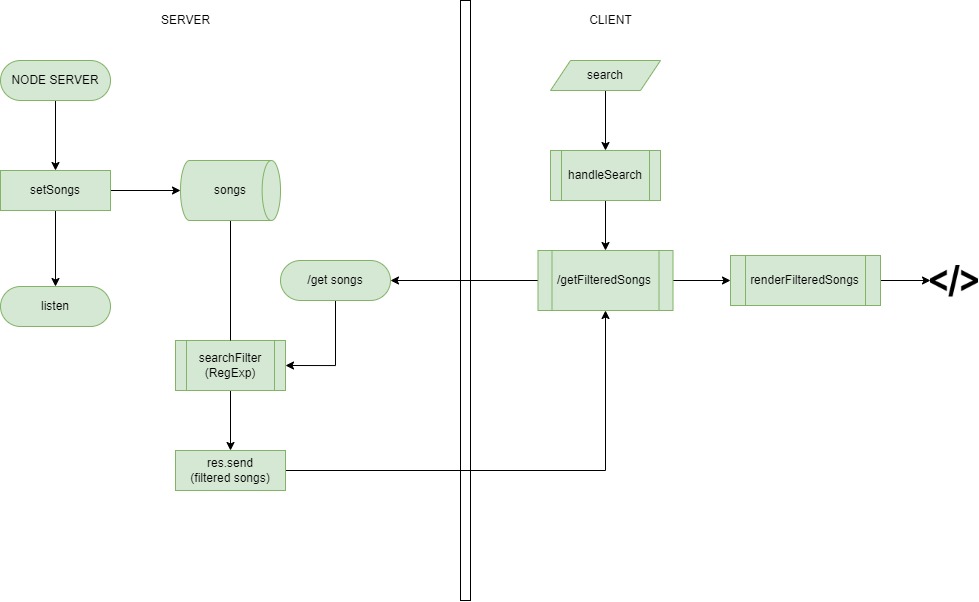 SERVER
CLIENT
NODE SERVER
search
setSongs
songs
handleSearch
/get songs
/getFilteredSongs
renderFilteredSongs
</>
listen
searchFilter
(RegExp)
res.send
(filtered songs)